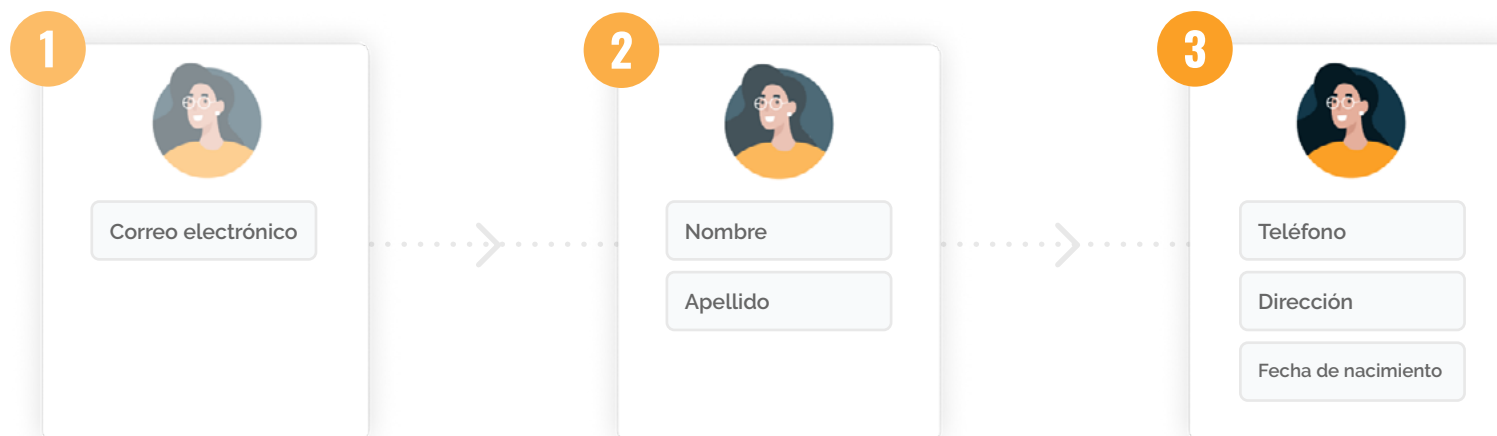 1
Correo electrónico
2
Nombre
Apellido
3
Teléfono
Dirección
Fecha de nacimiento